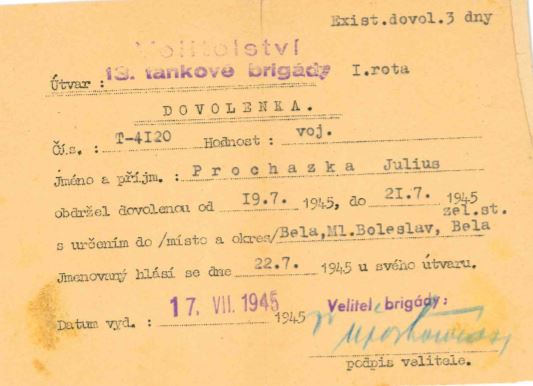 Exist.dovol.3 dny
Velitelství
Útvar : 13. tankové brigády I.rota
DOVOLENKA.
Čís. : T-4120 Hodnost : voj.
Jméno a příjm. : Prochazka Julius
obdržel dovolenou od 19.7. 1945, do 21.7. 1945
zel.st.
s určením do /místo a okres/Bela,Ml.Boleslav, Bela
Jmenovaný hlásí se dne 22.7. 1945 u svého útvaru.
17. VII. 1945 Velitel brigády:
Datum vyd. : 1945
podpis velitele.